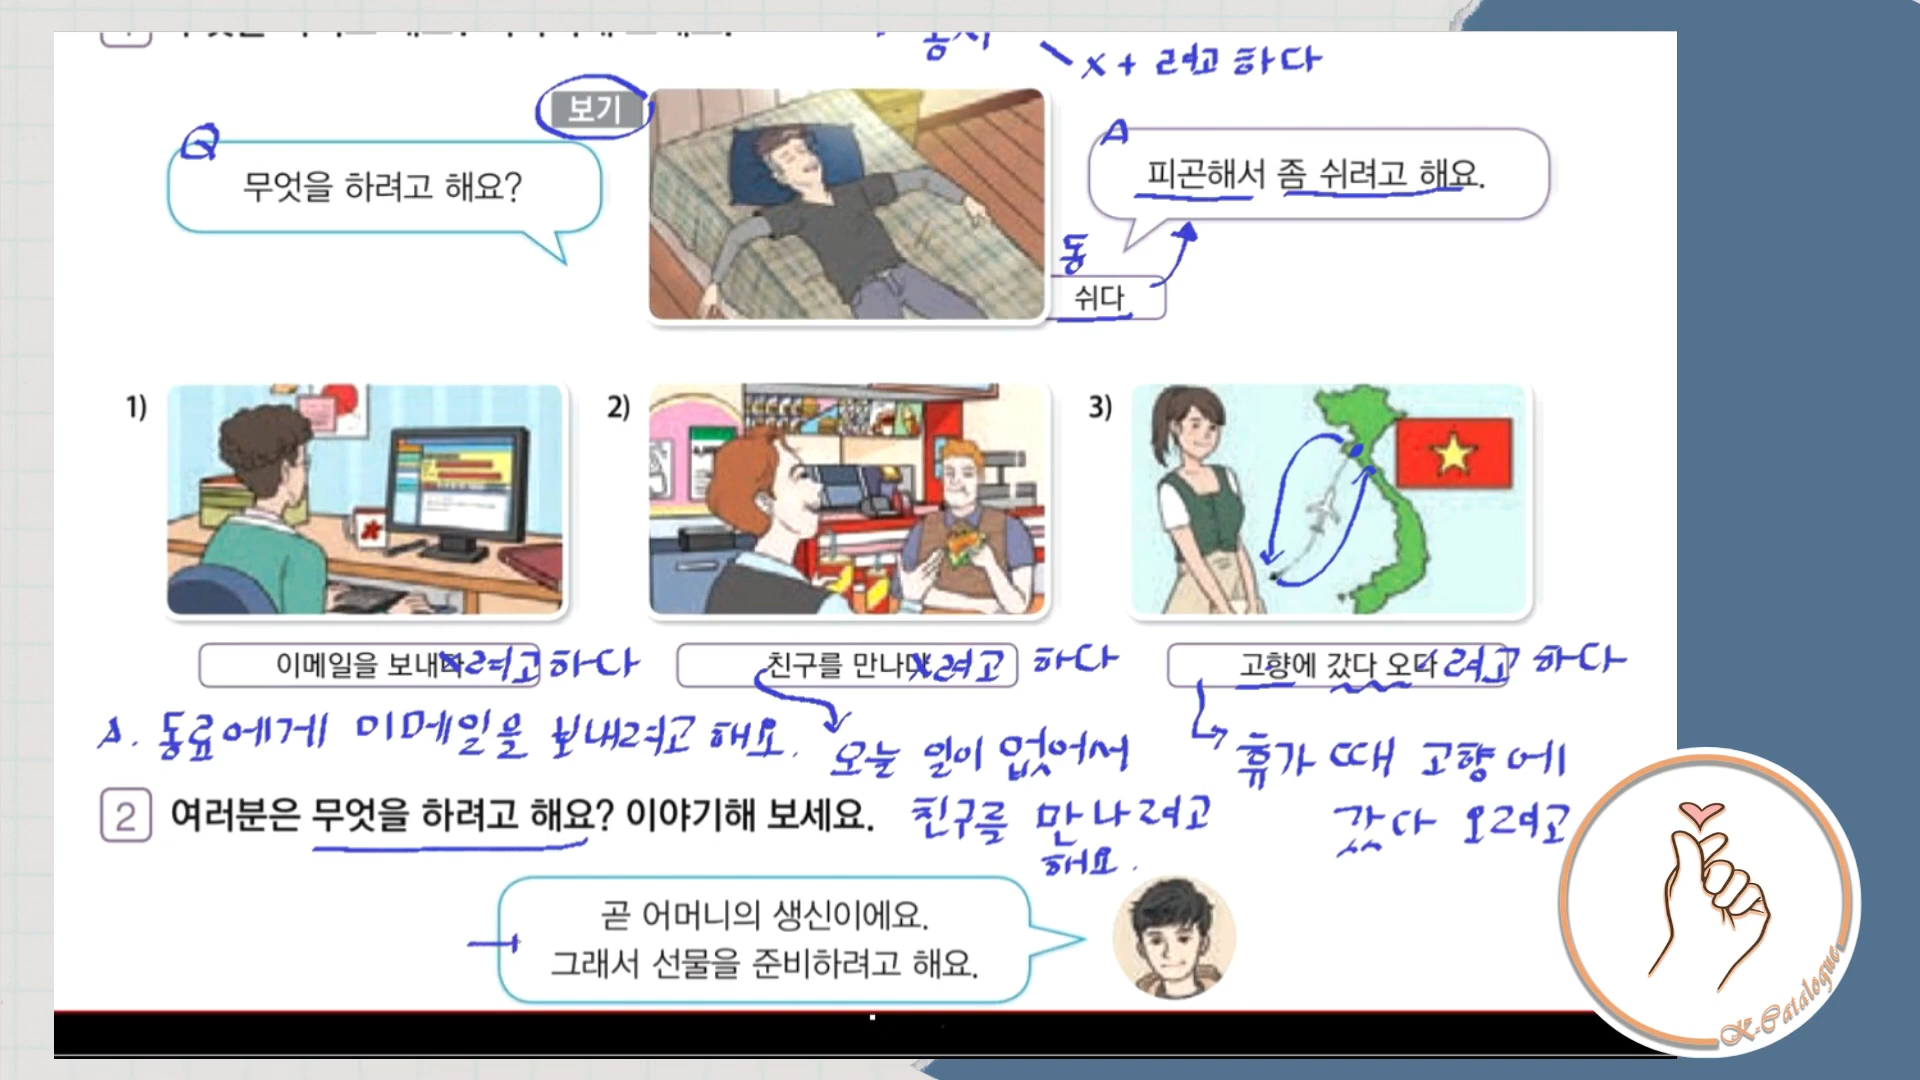 동사 x + 려고 하다
보기
Q
무엇을 하려고 해요?
A
피곤해서 좀 쉬려고 해요.
동
쉬다
1)
2)
3)
이메일을 보내다 려고하다
친구를 만나다 려고 하다
고향에 갔다 오다 려고 하다
A. 동료에게 이메일을 보내려고 해요.
오늘 일이 없어서
친구를 만나려고
해요.
휴가 때 고향에
갔다 오려고
2 여러분은 무엇을 하려고 해요? 이야기해 보세요.
곧 어머니의 생신이에요.
그래서 선물을 준비하려고 해요.
K-Catalogue